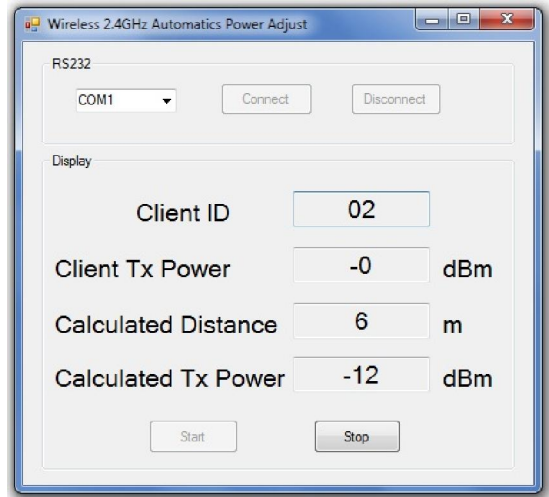 Wireless 2.4GHz Automatics Power Adjust
RS232
COM1 Connect Disconnect
Display
Client ID 02
Client Tx Power -0 dBm
Calculated Distance 6 m
Calculated Tx Power -12 dBm
Start Stop